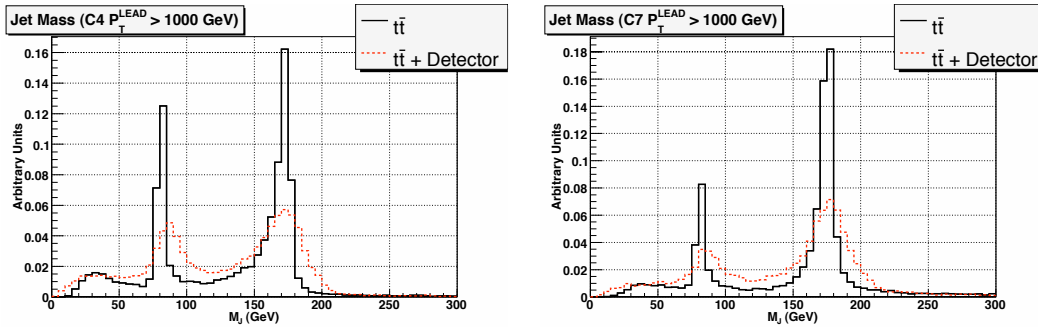 Jet Mass (C4 P_T^LEAD > 1000 GeV)
tt̄
tt̄ + Detector
Arbitrary Units
0.16
0.14
0.12
0.1
0.08
0.06
0.04
0.02
0
0 50 100 150 200 250 300
M_J (GeV)
Jet Mass (C7 P_T^LEAD > 1000 GeV)
tt̄
tt̄ + Detector
Arbitrary Units
0.18
0.16
0.14
0.12
0.1
0.08
0.06
0.04
0.02
0
0 50 100 150 200 250 300
M_J (GeV)